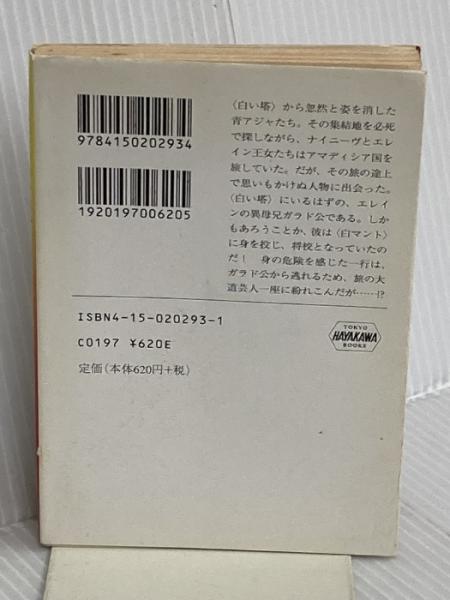 〈白い塔〉から忽然と姿を消した
青アジャたち。その集結地を必死
で探しながら、ナイニーヴとエレ
イン王女たちはアマディシア国を
旅していた。だが、その旅の途上
で思いもかけぬ人物に出会った。
〈白い塔〉にいるはずの、エレイ
ンの異母兄ガラド公である。しか
もあろうことか、彼は〈白マント〉
に身を投じ、将校となっていたの
だ！　身の危険を感じた一行は、
ガラド公から逃れるため、旅の大
道芸人一座に紛れこんだが……!?
9784150202934
1920197006205
ISBN4-15-020293-1
C0197 ¥620E
定価(本体620円+税)
TOKYO
HAYAKAWA
BOOKS